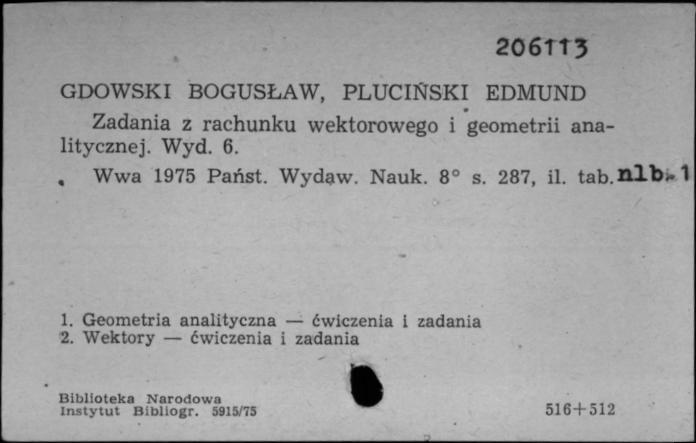 206113
GDOWSKI BOGUSŁAW, PLUCIŃSKI EDMUND
Zadania z rachunku wektorowego i geometrii ana-
litycznej. Wyd. 6.
Wwa 1975 Państ. Wydaw. Nauk. 8° s. 287, il. tab. nlb. 1
1. Geometria analityczna — ćwiczenia i zadania
2. Wektory — ćwiczenia i zadania
Biblioteka Narodowa
Instytut Bibliogr. 5915/75
516+512